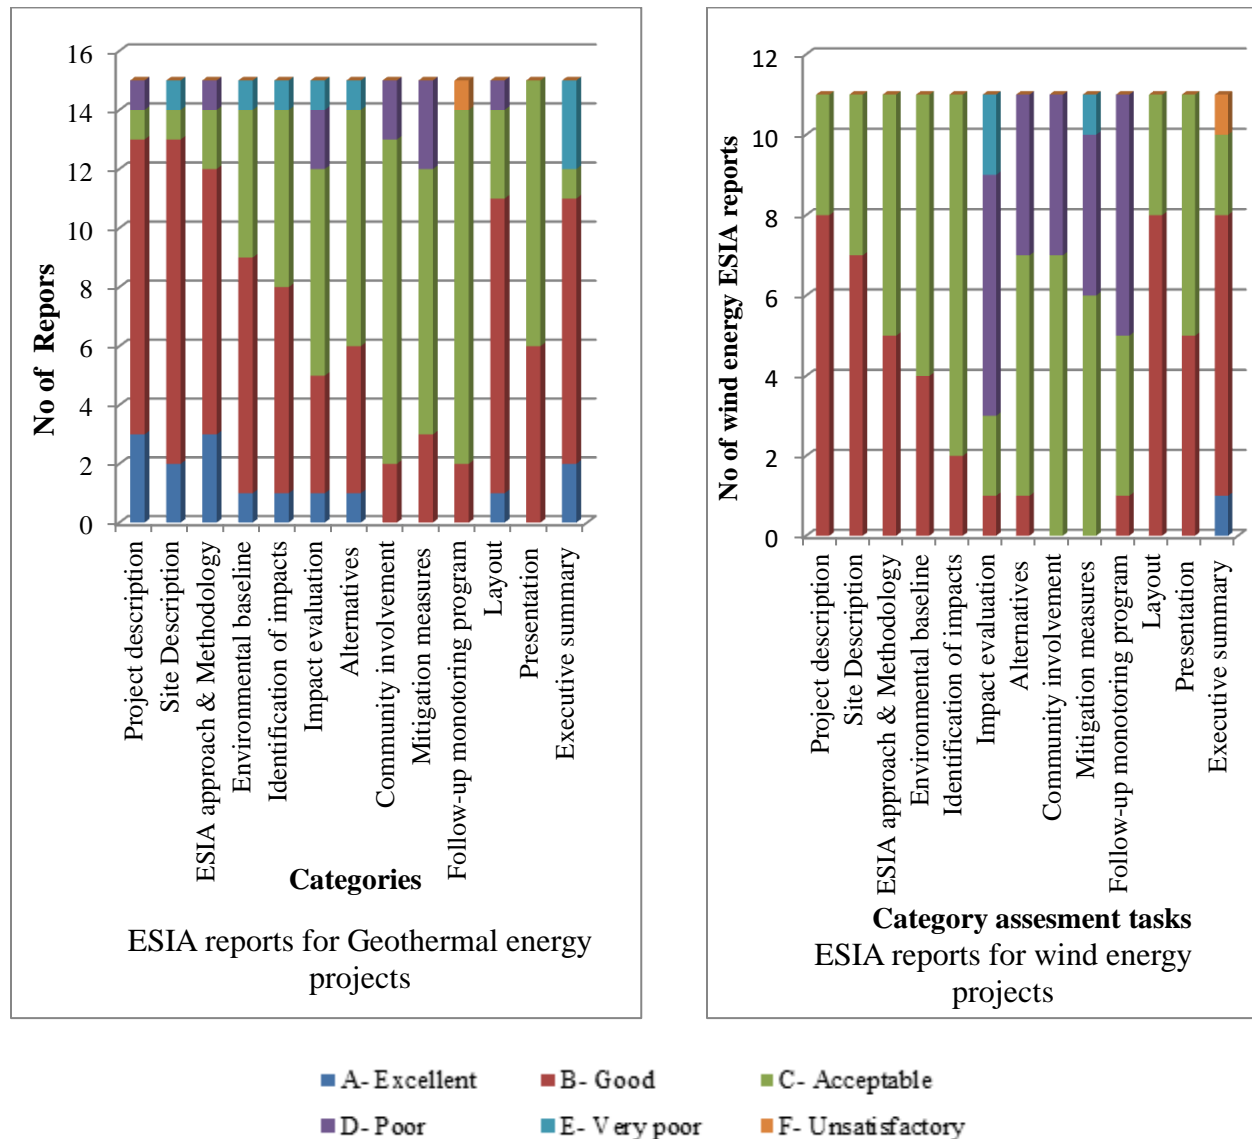 16
14
12
10
8
6
4
2
0
No of Repors
Project description
Site Description
ESIA approach & Methodology
Environmental baseline
Identification of impacts
Impact evaluation
Alternatives
Community involvement
Mitigation measures
Follow-up monotoring program
Layout
Presentation
Executive summary
Categories
ESIA reports for Geothermal energy
projects
12
10
8
6
4
2
0
No of wind energy ESIA reports
Project description
Site Description
ESIA approach & Methodology
Environmental baseline
Identification of impacts
Impact evaluation
Alternatives
Community involvement
Mitigation measures
Follow-up monotoring program
Layout
Presentation
Executive summary
Category assesment tasks
ESIA reports for wind energy
projects
A- Excellent B- Good C- Acceptable
D- Poor E- Very poor F- Unsatisfactory